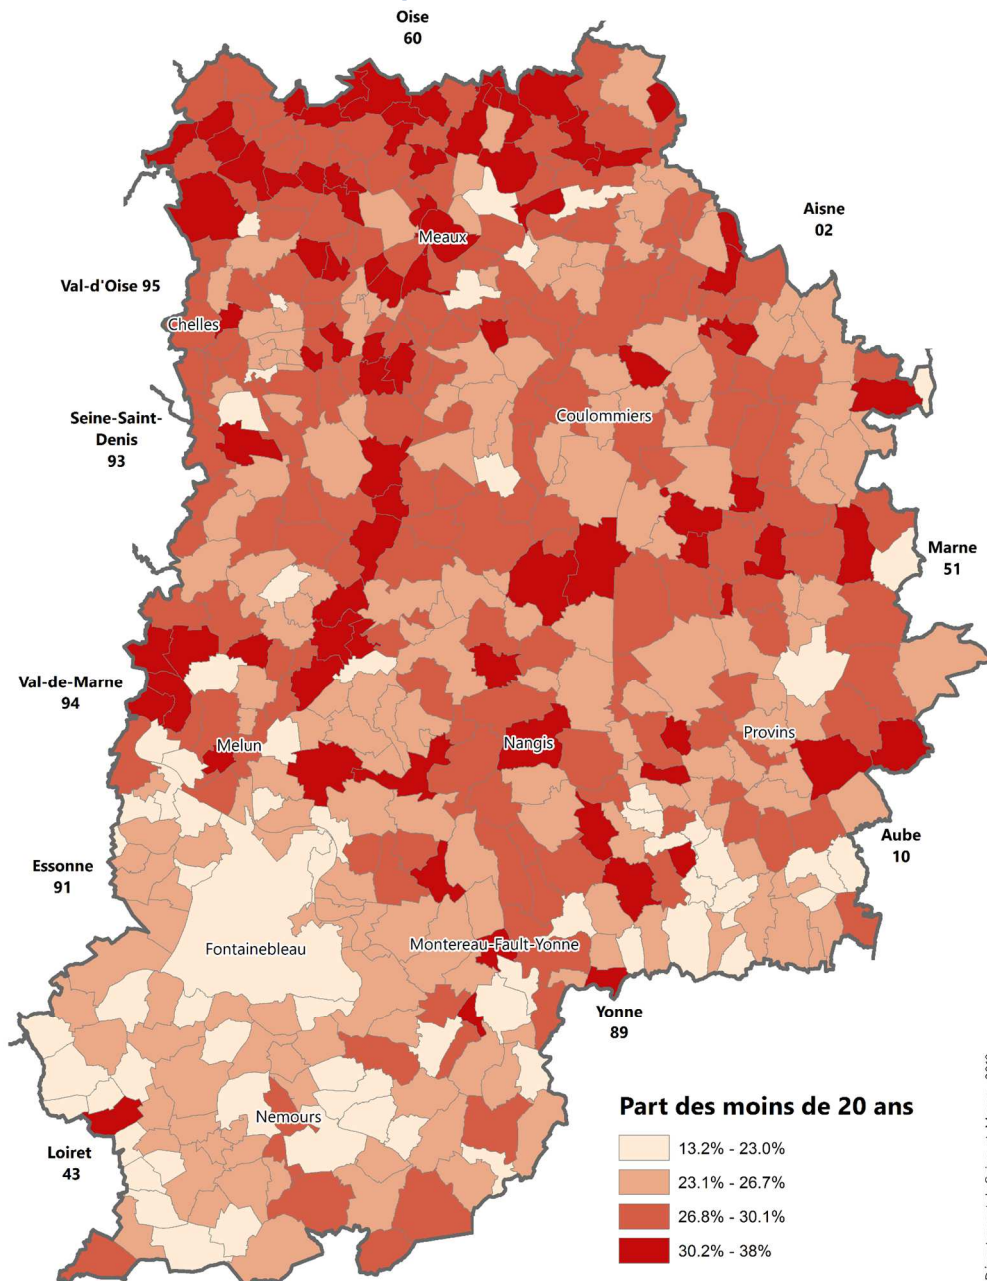 Oise
60
Aisne
02
Meaux
Val-d'Oise 95
Chelles
Coulommiers
Seine-Saint-
Denis
93
Marne
51
Val-de-Marne
94
Melun
Nangis
Provins
Aube
10
Essonne
91
Fontainebleau
Montereau-Fault-Yonne
Yonne
89
Nemours
Loiret
43
Part des moins de 20 ans
13.2% - 23.0%
23.1% - 26.7%
26.8% - 30.1%
30.2% - 38%